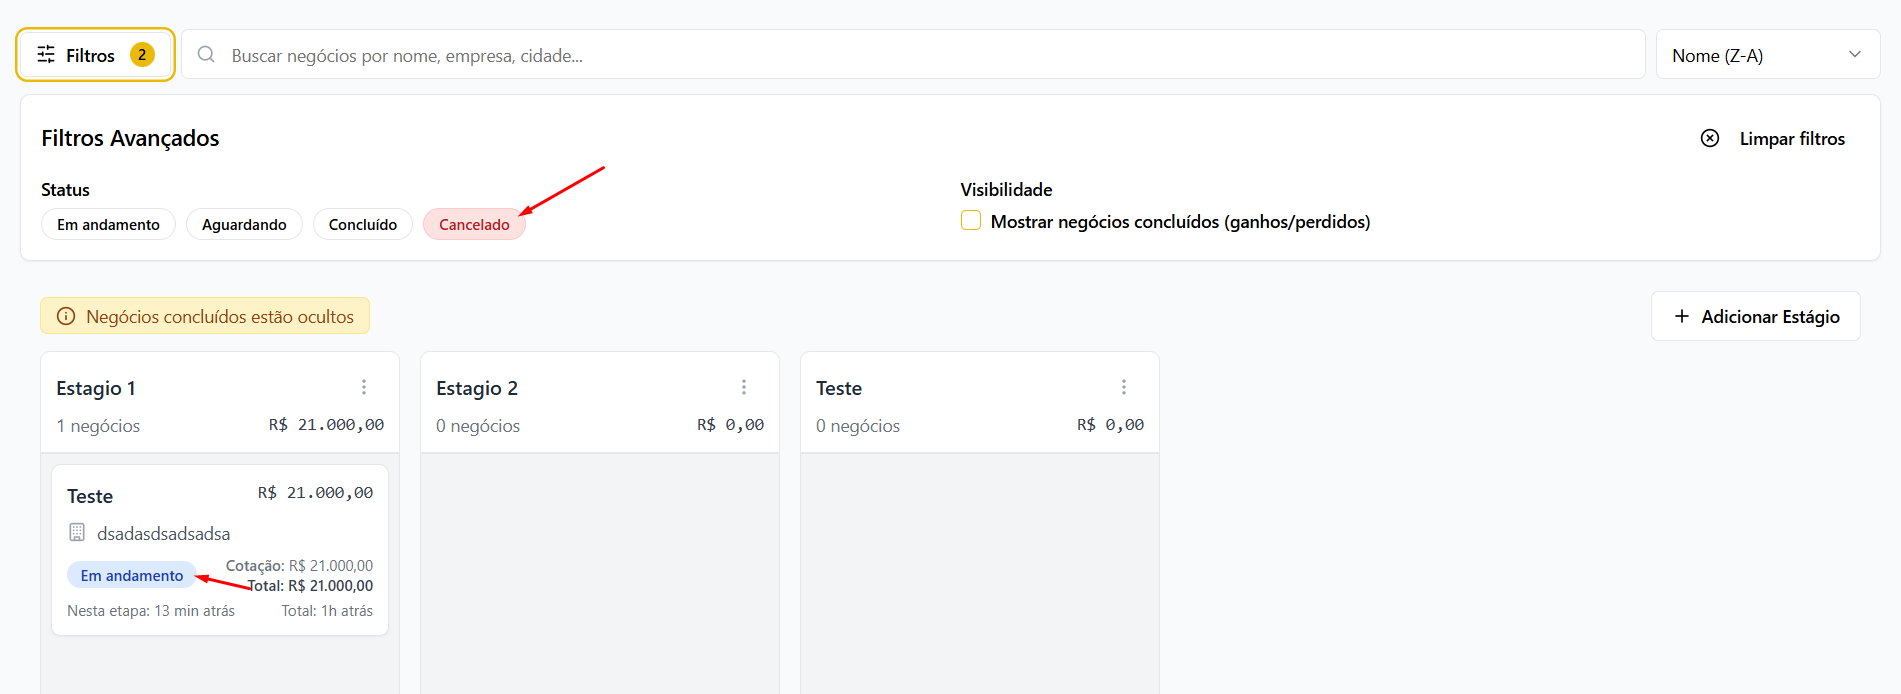 Filtros 2
Buscar negócios por nome, empresa, cidade...
Nome (Z-A)
Filtros Avançados
Limpar filtros
Status
Em andamento
Aguardando
Concluído
Cancelado
Visibilidade
Mostrar negócios concluídos (ganhos/perdidos)
Negócios concluídos estão ocultos
Adicionar Estágio
Estagio 1
1 negócios
R$ 21.000,00
Estagio 2
0 negócios
R$ 0,00
Teste
0 negócios
R$ 0,00
Teste
R$ 21.000,00
dsadasdsadsadsa
Em andamento
Cotação: R$ 21.000,00
Total: R$ 21.000,00
Nesta etapa: 13 min atrás
Total: 1h atrás